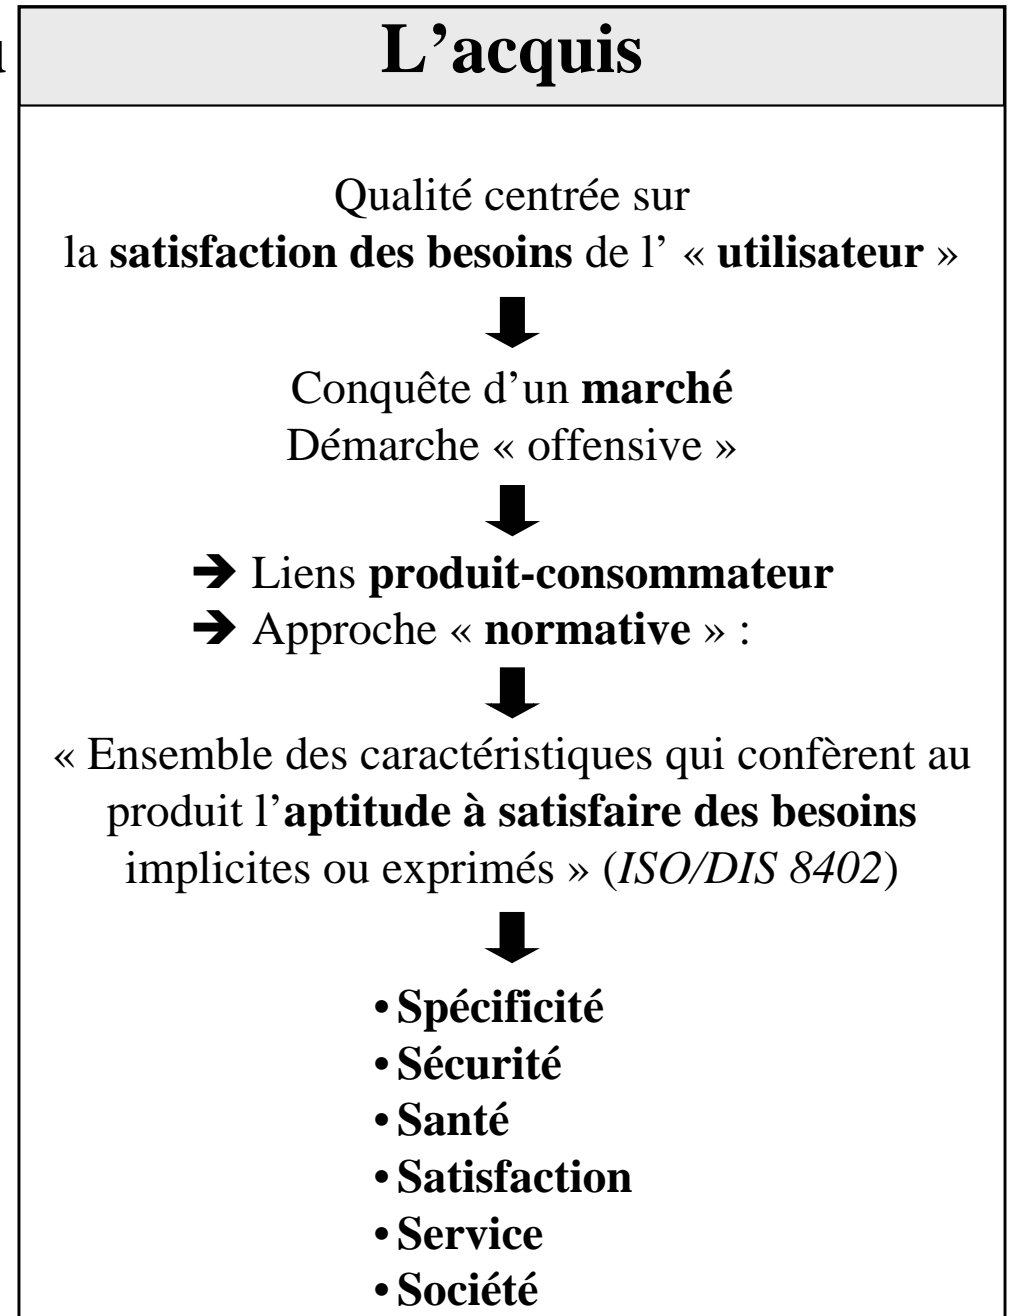 L’acquis
Qualité centrée sur
la satisfaction des besoins de l’ « utilisateur »
Conquête d’un marché
Démarche « offensive »
➔ Liens produit-consommateur
➔ Approche « normative » :
« Ensemble des caractéristiques qui confèrent au
produit l’aptitude à satisfaire des besoins
implicites ou exprimés » (ISO/DIS 8402)
• Spécificité
• Sécurité
• Santé
• Satisfaction
• Service
• Société